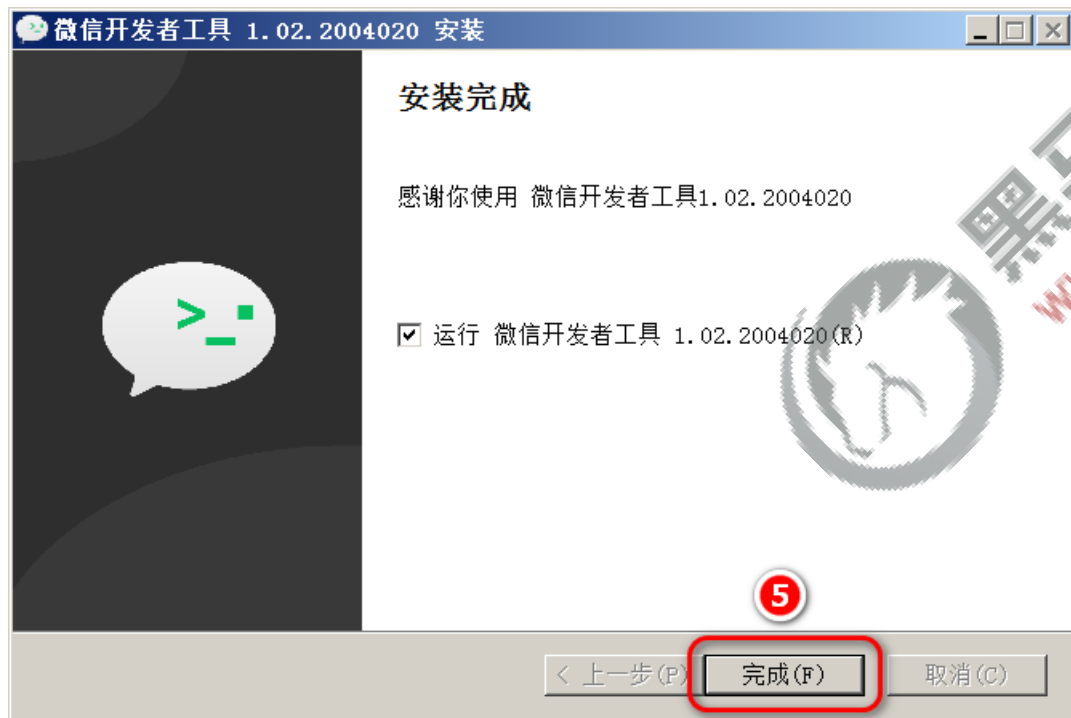 微信开发者工具 1.02.2004020 安装
安装完成
感谢你使用 微信开发者工具1.02.2004020
运行 微信开发者工具 1.02.2004020(R)
5
< 上一步(P)
完成(F)
取消(C)
黑